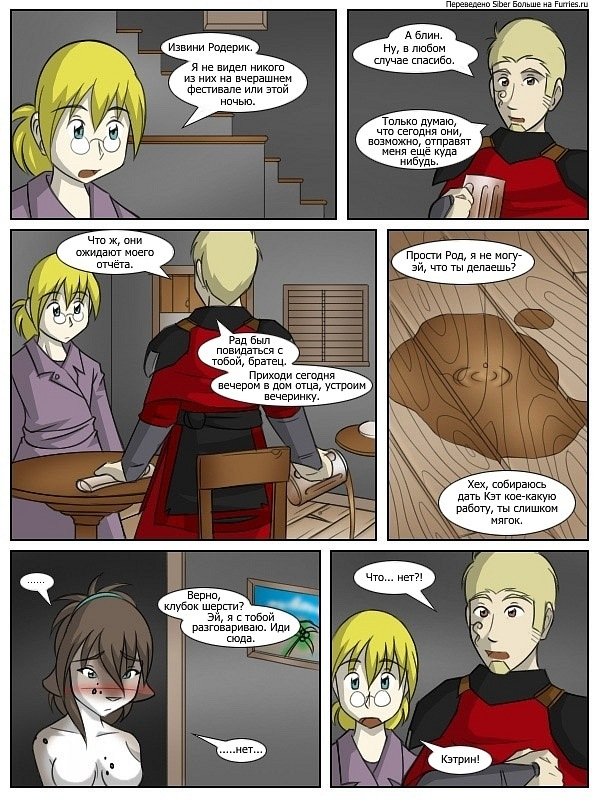 Переведено Siber Больше на Furries.ru
Извини Родерик.
Я не видел никого
из них на вчерашнем
фестивале или этой
ночью.
А блин.
Ну, в любом
случае спасибо.
Только думаю,
что сегодня они,
возможно, отправят
меня ещё куда
нибудь.
Что ж, они
ожидают моего
отчёта.
Рад был
повидаться с
тобой, братец.
Приходи сегодня
вечером в дом отца, устроим
вечеринку.
Прости Род, я не могу-
эй, что ты делаешь?
Хех, собираюсь
дать Кэт кое-какую
работу, ты слишком
мягок.
......
Верно,
клубок шерсти?
Эй, я с тобой
разговариваю. Иди
сюда.
.....нет...
Что... нет?!
Кэтрин!